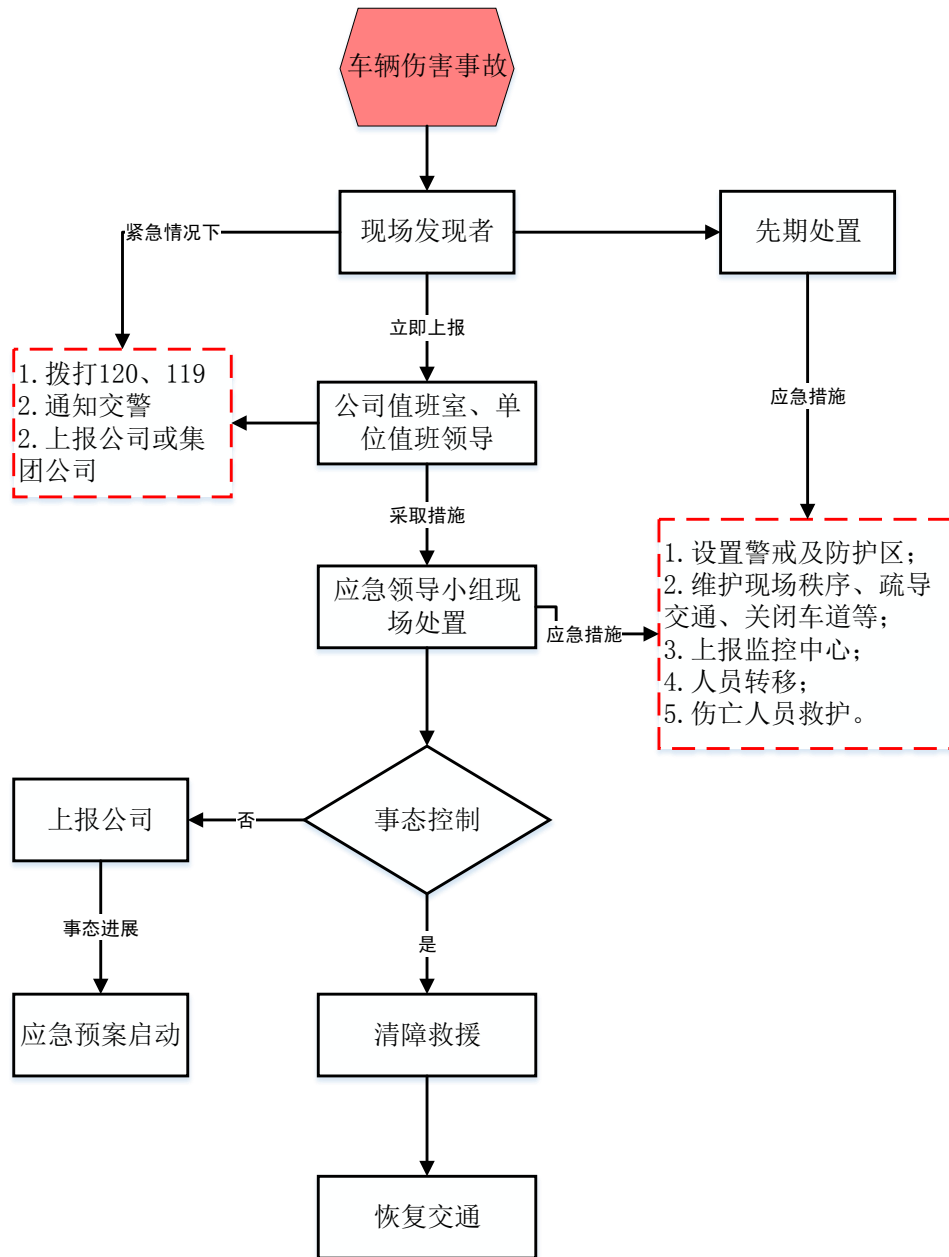 车辆伤害事故
紧急情况下
现场发现者
先期处置
立即上报
1.拨打120、119
2.通知交警
2.上报公司或集
团公司
公司值班室、单
位值班领导
应急措施
采取措施
应急领导小组现
场处置
应急措施
1.设置警戒及防护区；
2.维护现场秩序、疏导
交通、关闭车道等；
3.上报监控中心；
4.人员转移；
5.伤亡人员救护。
上报公司
否
事态控制
事态进展
是
应急预案启动
清障救援
恢复交通